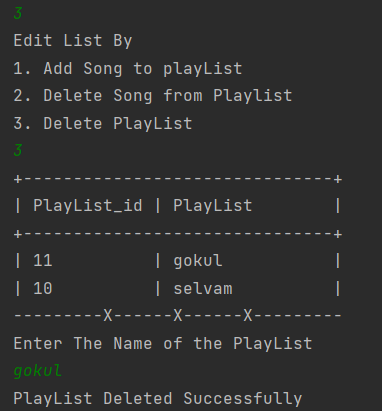 3
Edit List By
1. Add Song to playList
2. Delete Song from Playlist
3. Delete PlayList
3
+-------------------------------+
| PlayList_id | PlayList        |
+-------------------------------+
| 11          | gokul           |
| 10          | selvam          |
---------X------X------X---------
Enter The Name of the PlayList
gokul
PlayList Deleted Successfully